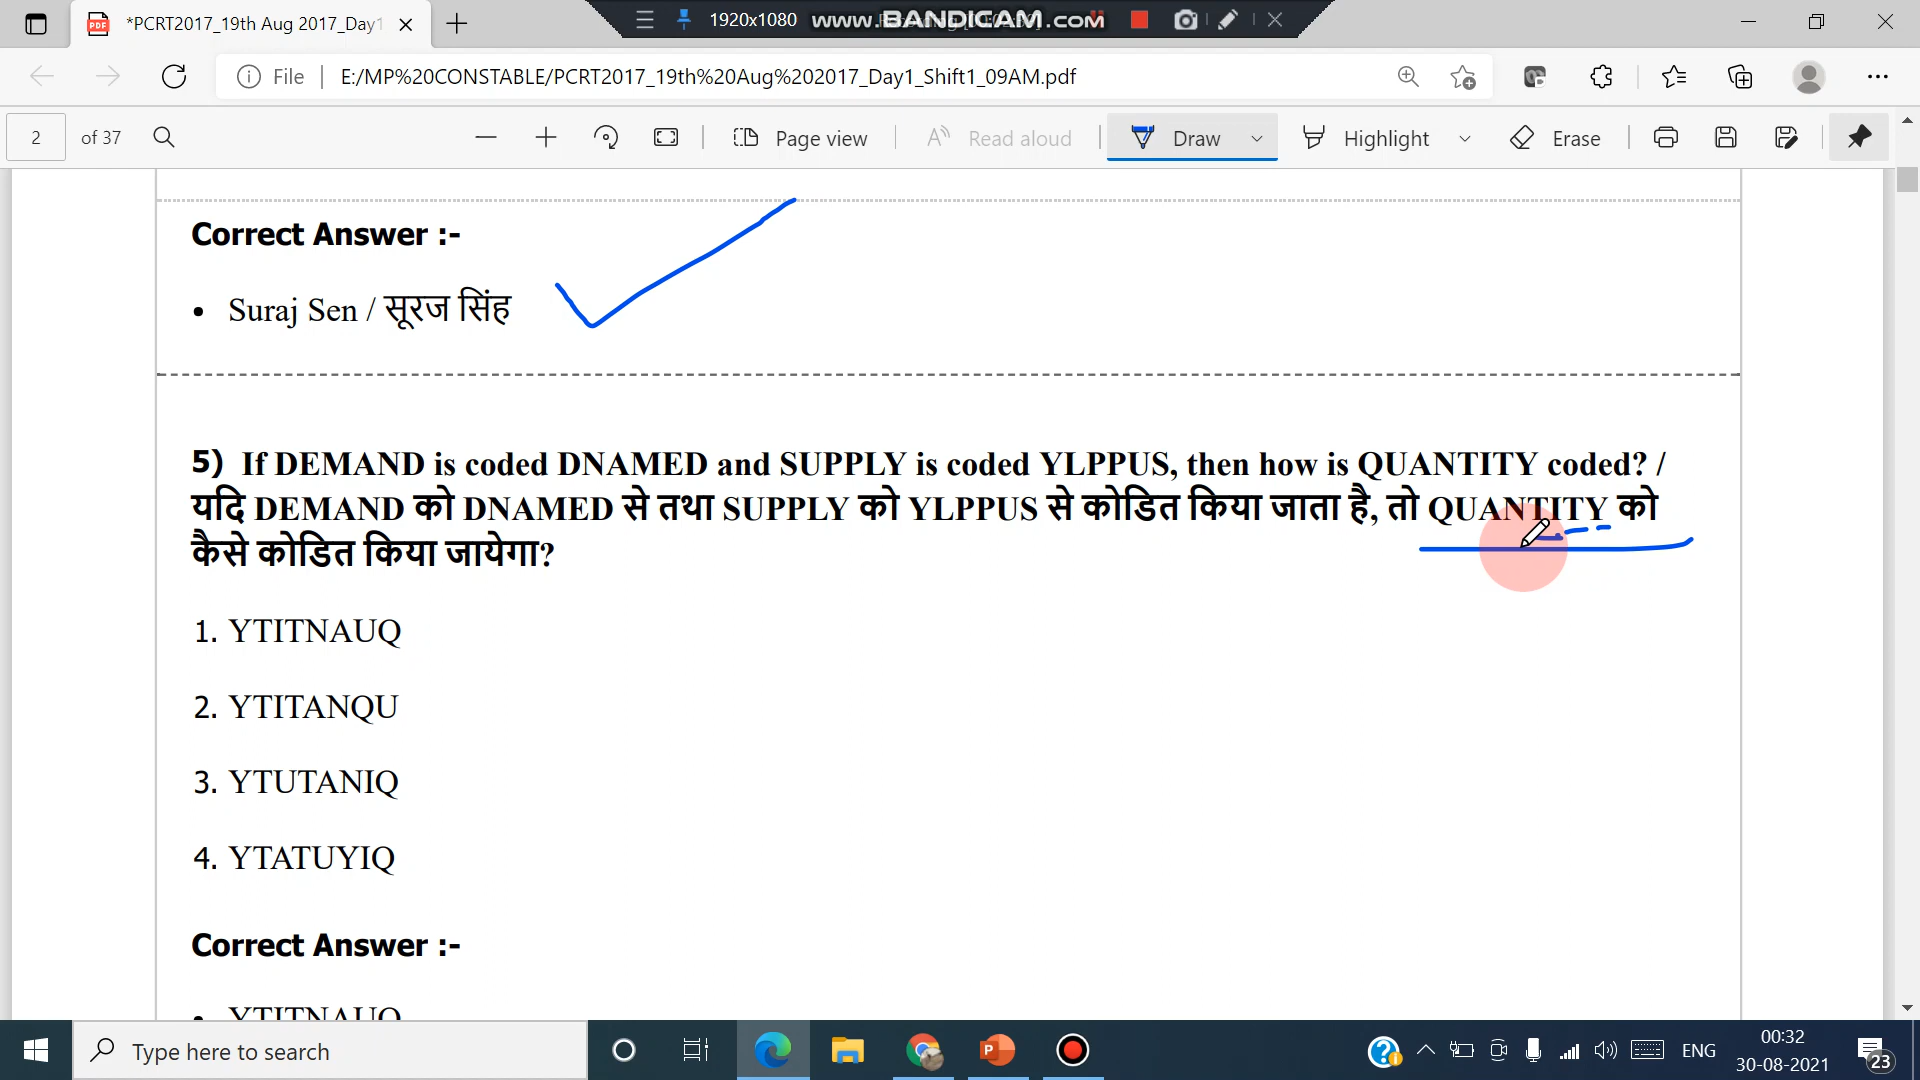 *PCRT2017_19th Aug 2017_Day1
1920x1080
www.BANDICAM.com
File
E:/MP%20CONSTABLE/PCRT2017_19th%20Aug%202017_Day1_Shift1_09AM.pdf
2 of 37
Page view
Read aloud
Draw
Highlight
Erase
Correct Answer :-
• Suraj Sen / सूरज सिंह
5) If DEMAND is coded DNAMED and SUPPLY is coded YLPPUS, then how is QUANTITY coded? /
यदि DEMAND को DNAMED से तथा SUPPLY को YLPPUS से कोडित किया जाता है, तो QUANTITY को
कैसे कोडित किया जायेगा?
1. YTITNAUQ
2. YTITANQU
3. YTUTANIQ
4. YTATUYIQ
Correct Answer :-
• YTITNAUQ
Type here to search
ENG
00:32
30-08-2021
23